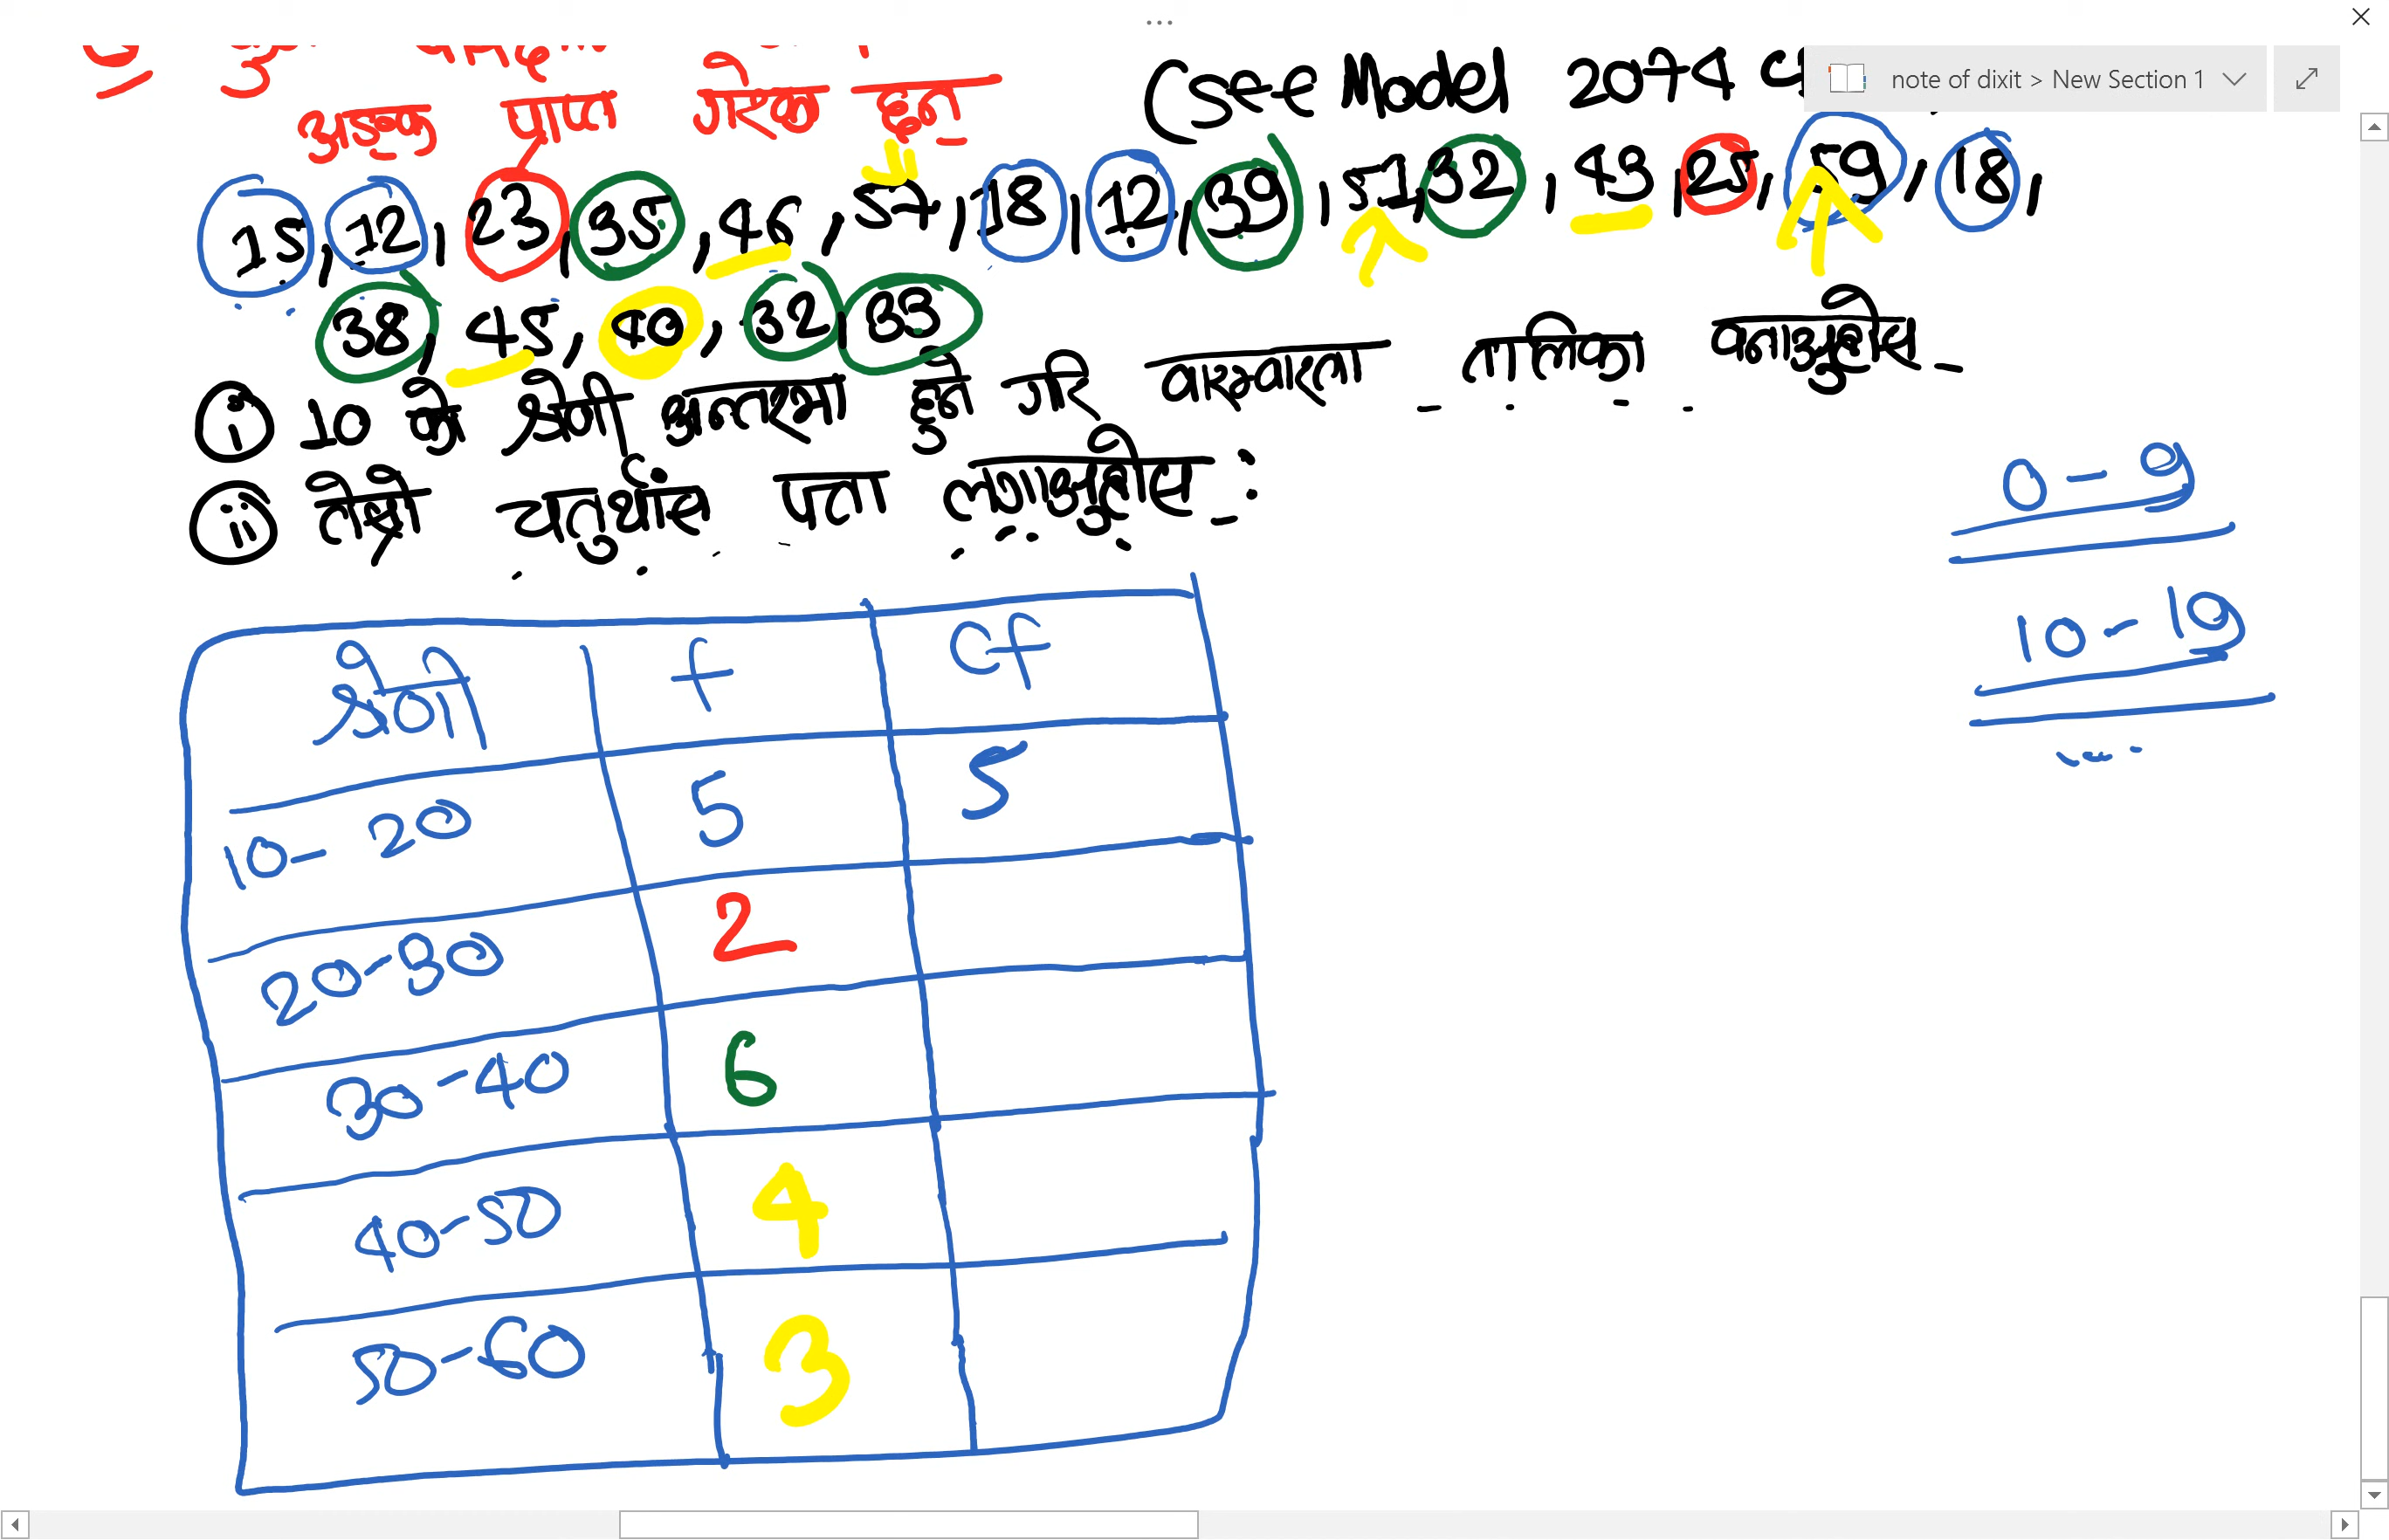 note of dixit > New Section 1
अङ्क प्राप्त गरेका छन् (see Model 2074
15, 12, 23, 35, 46, 57, 18, 12, 39, 51, 32, 43, 25, 59, 18,
38, 45, 40, 32, 33
i 10 को श्रेणी अन्तरमा हुने गरि बारम्बारता तालिका बनाउनुहोस्
ii तेस्रो चतुर्थांश पत्ता लगाउनुहोस् :
0 - 9
10 - 19
श्रेणी f cf
10 - 20 5 5
20 - 30 2
30 - 40 6
40 - 50 4
50 - 60 3